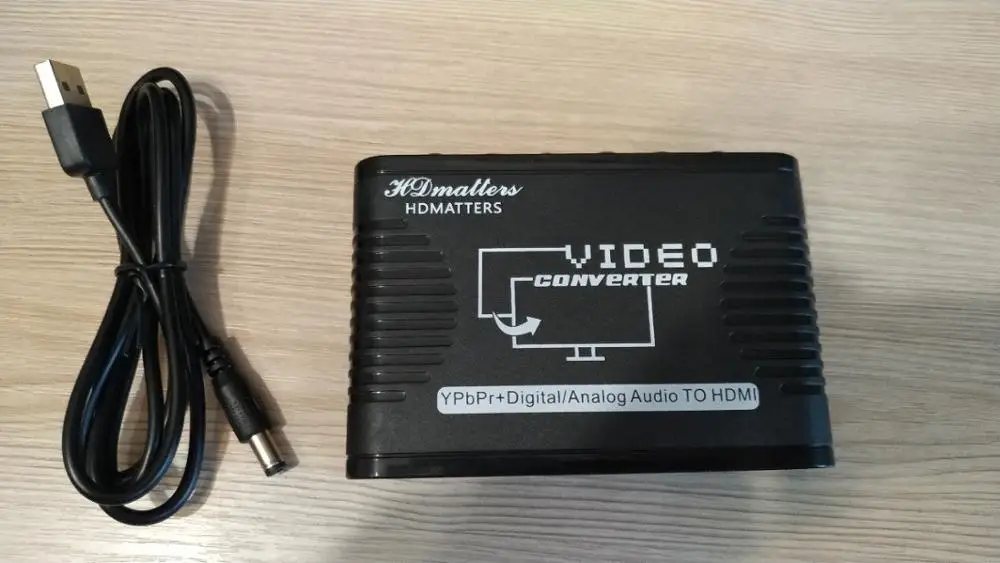 HDmatters
HDMATTERS
VIDEO
CONVERTER
YPbPr+Digital/Analog Audio TO HDMI